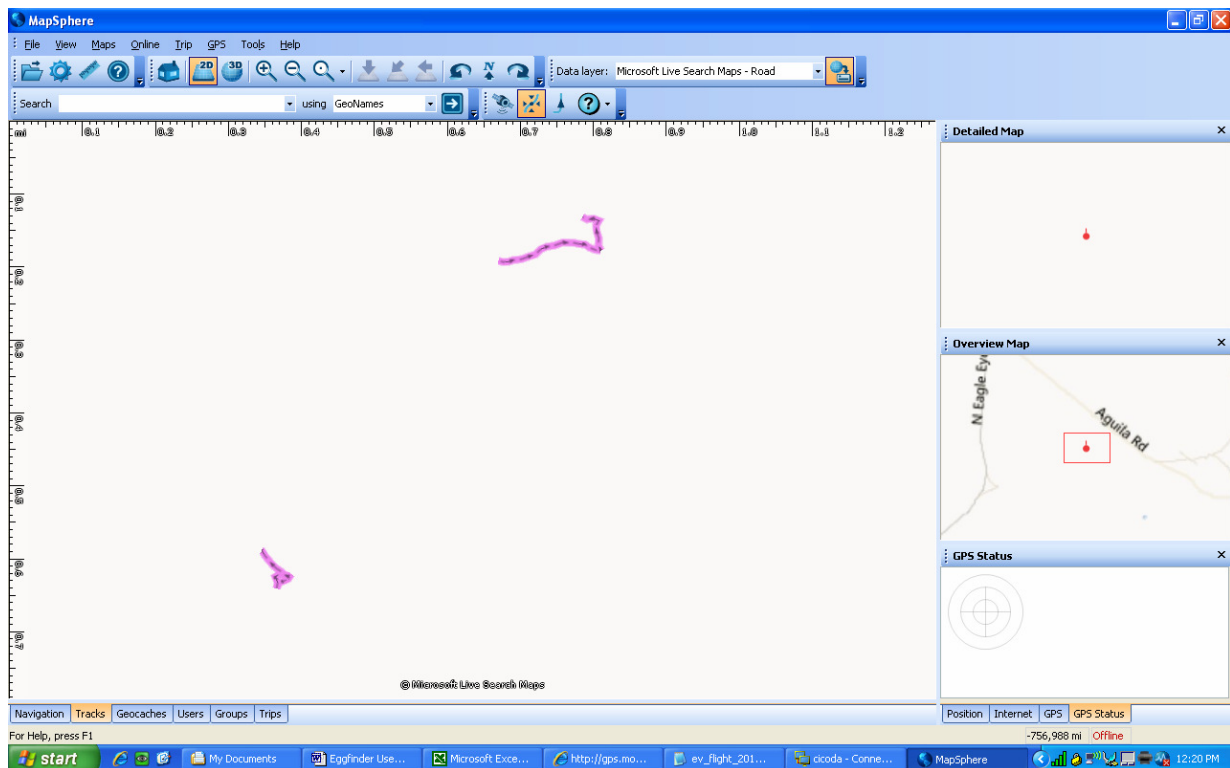 MapSphere
File View Maps Online Trip GPS Tools Help
2D 3D N Data layer: Microsoft Live Search Maps - Road
Search using GeoNames
mi 0.1 0.2 0.3 0.4 0.5 0.6 0.7 0.8 0.9 1.0 1.1 1.2
0.1
0.2
0.3
0.4
0.5
0.6
0.7
© Microsoft Live Search Maps
Detailed Map
Overview Map
N Eagle Eye
Aguila Rd
GPS Status
Navigation Tracks Geocaches Users Groups Trips
Position Internet GPS GPS Status
For Help, press F1
-756,988 mi Offline
start My Documents Eggfinder Use... Microsoft Exce... http://gps.mo... ev_flight_201... cicoda - Conne... MapSphere 12:20 PM